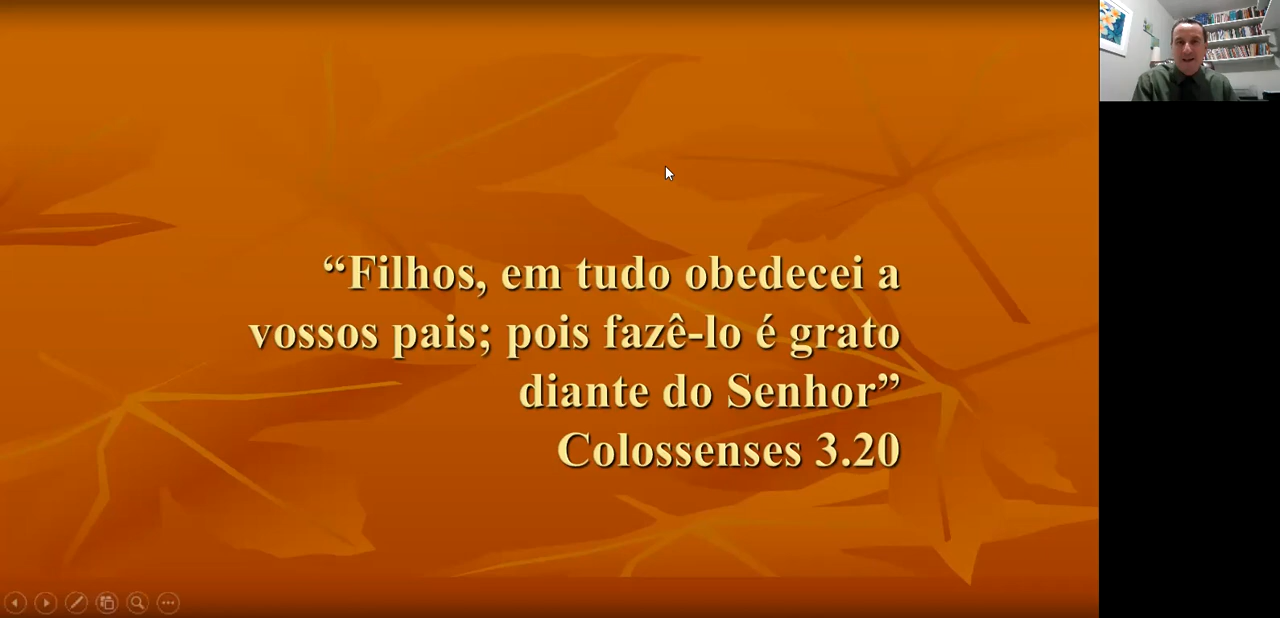 “Filhos, em tudo obedecei a
vossos pais; pois fazê-lo é grato
diante do Senhor”
Colossenses 3.20